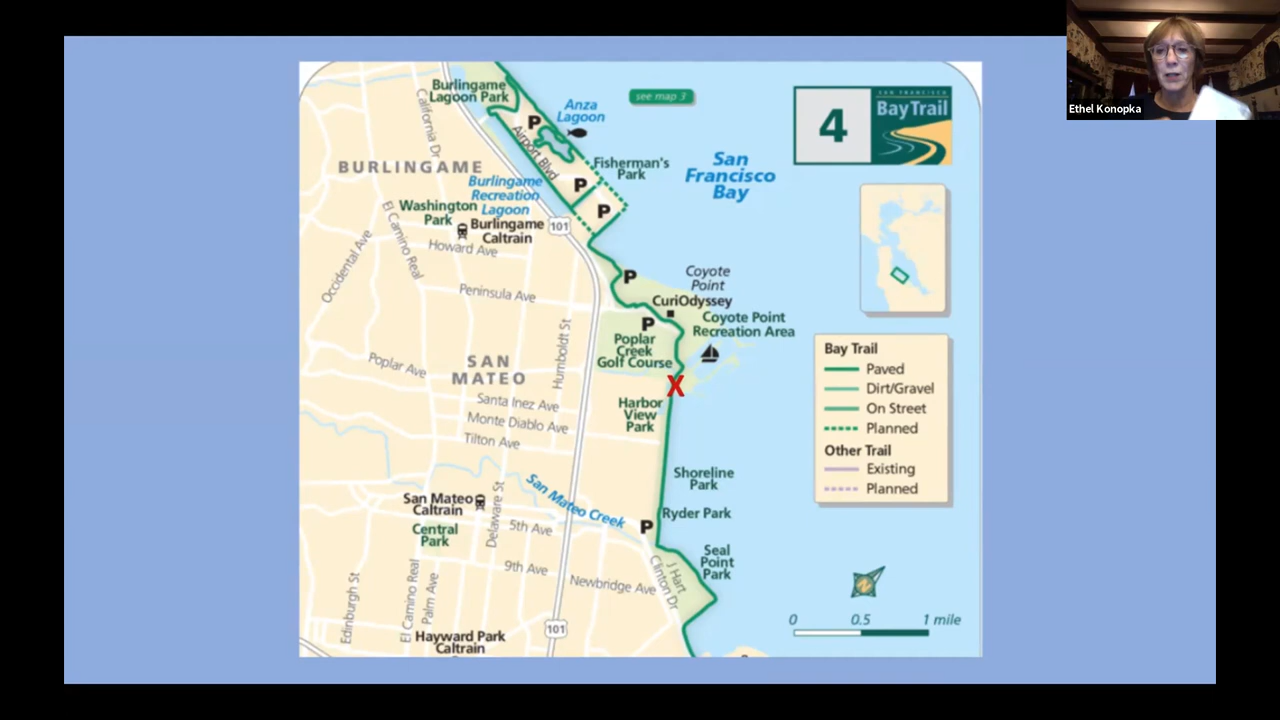 Ethel Konopka
Burlingame
Lagoon Park
California Dr
P
Anza
Lagoon
see map 3
4
SAN FRANCISCO
BayTrail
Airport Blvd
BURLINGAME
Fisherman's
Park
San
Francisco
Bay
Burlingame
Recreation
Lagoon
P
P
Washington
Park
Burlingame
Caltrain
101
El Camino Real
Howard Ave
Occidental Ave
Peninsula Ave
P
Coyote
Point
CuriOdyssey
Coyote Point
Recreation Area
P
Poplar
Creek
Golf Course
Humboldt St
SAN
MATEO
Poplar Ave
X
Santa Inez Ave
Monte Diablo Ave
Tilton Ave
Harbor
View
Park
Bay Trail
Paved
Dirt/Gravel
On Street
Planned
Other Trail
Existing
Planned
Shoreline
Park
San Mateo Creek
San Mateo
Caltrain
Delaware St
Central
Park
5th Ave
P
Ryder Park
Seal
Point
Park
9th Ave
Newbridge Ave
J Hart
Clinton Dr
Edinburgh St
El Camino Real
Palm Ave
Hayward Park
Caltrain
101
0 0.5 1 mile